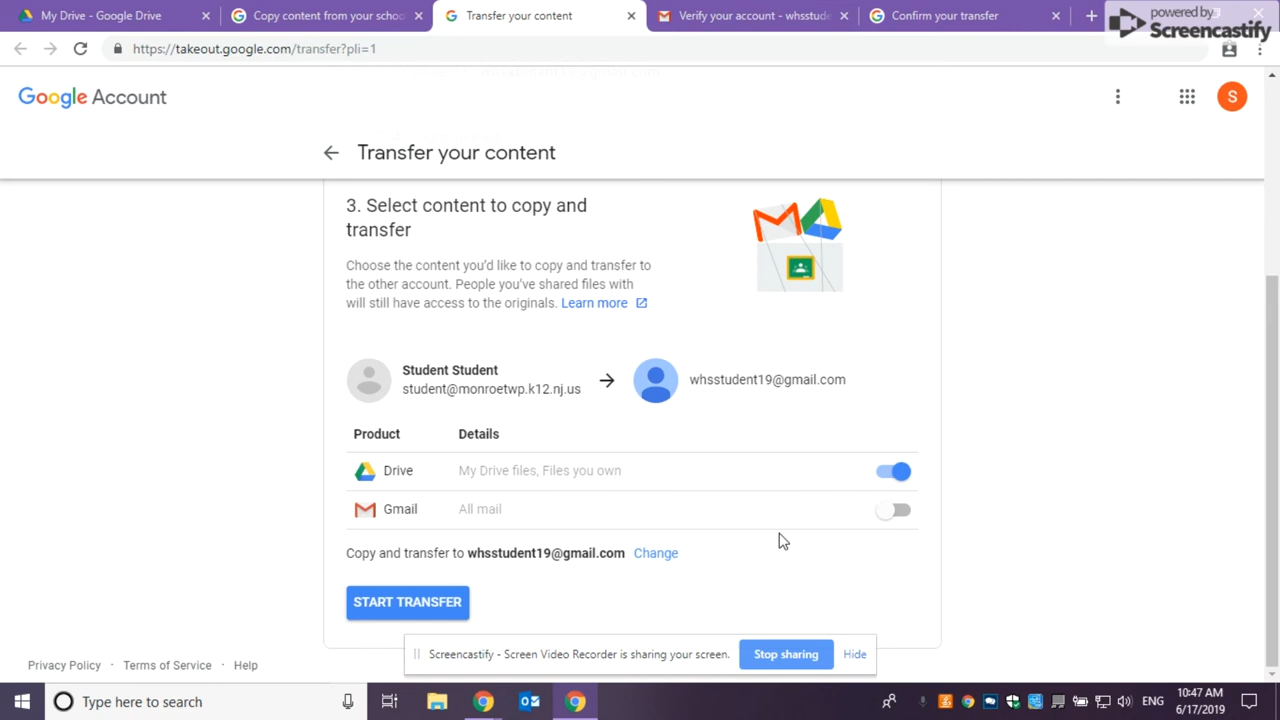 My Drive - Google Drive
Copy content from your schoo
Transfer your content
Verify your account - whsstude
Confirm your transfer
powered by
Screencastify
https://takeout.google.com/transfer?pli=1
Google Account
S
Transfer your content
3. Select content to copy and
transfer
Choose the content you'd like to copy and transfer to
the other account. People you've shared files with
will still have access to the originals. Learn more
Student Student
student@monroetwp.k12.nj.us
whsstudent19@gmail.com
Product Details
Drive My Drive files, Files you own
Gmail All mail
Copy and transfer to whsstudent19@gmail.com Change
START TRANSFER
Screencastify - Screen Video Recorder is sharing your screen. Stop sharing Hide
Privacy Policy Terms of Service Help
Type here to search
ENG
10:47 AM
6/17/2019